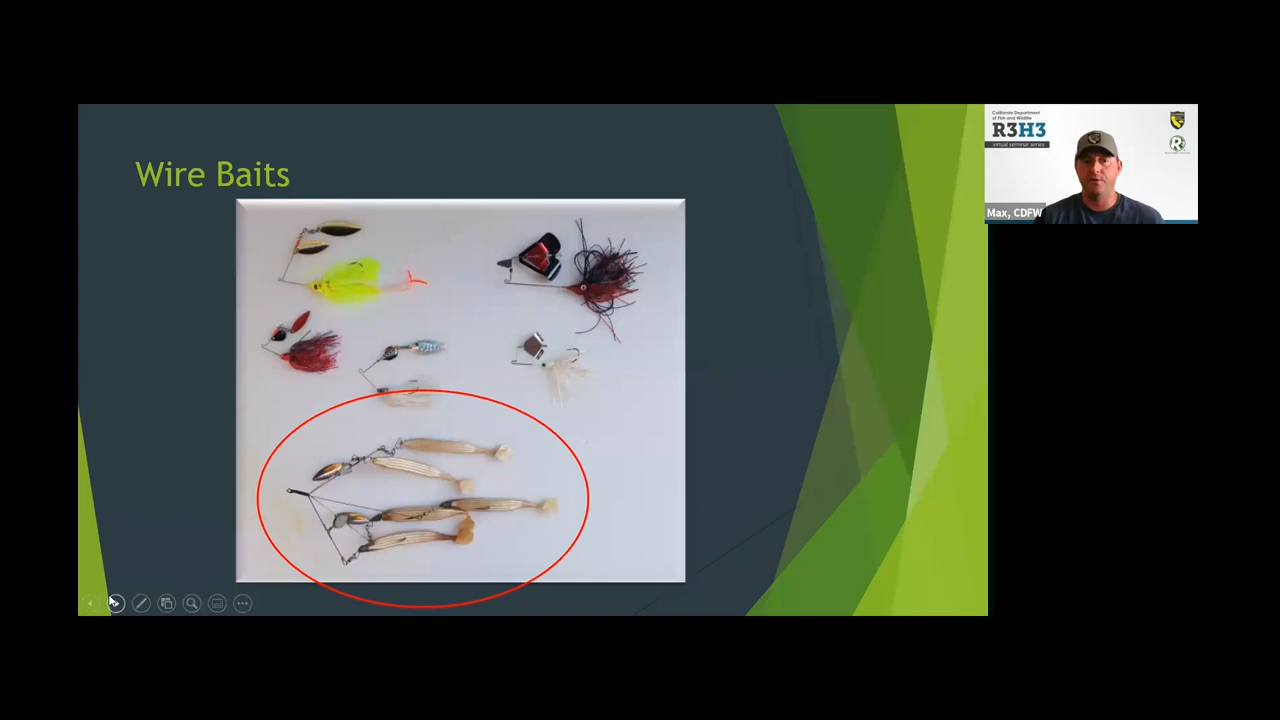 Wire Baits
California Department
of Fish and Wildlife
R3H3
virtual seminar series
Max, CDFW